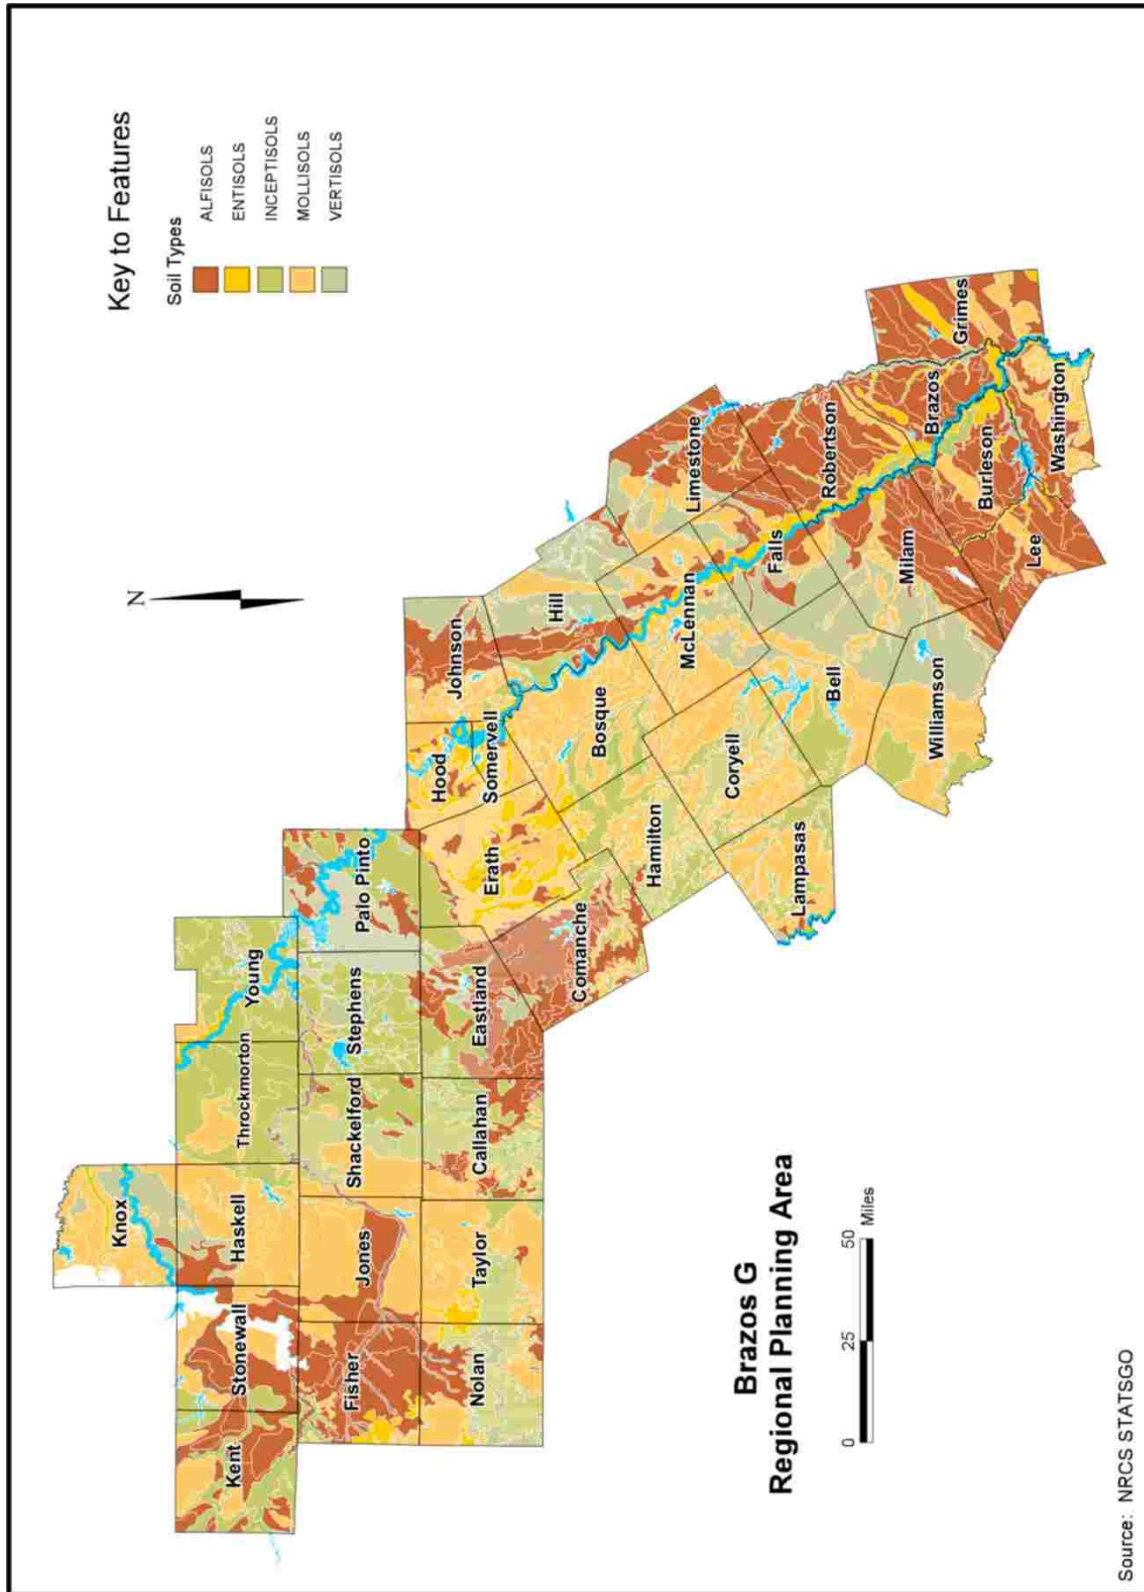 Key to Features
Soil Types
ALFISOLS
ENTISOLS
INCEPTISOLS
MOLLISOLS
VERTISOLS
N
Knox
Kent
Stonewall
Haskell
Throckmorton
Young
Fisher
Jones
Shackelford
Stephens
Palo Pinto
Nolan
Taylor
Callahan
Eastland
Erath
Hood
Johnson
Somervell
Comanche
Hamilton
Bosque
Hill
Lampasas
Coryell
McLennan
Limestone
Bell
Falls
Robertson
Williamson
Milam
Brazos
Grimes
Lee
Burleson
Washington
Brazos G
Regional Planning Area
0 25 50
Miles
Source: NRCS STATSGO